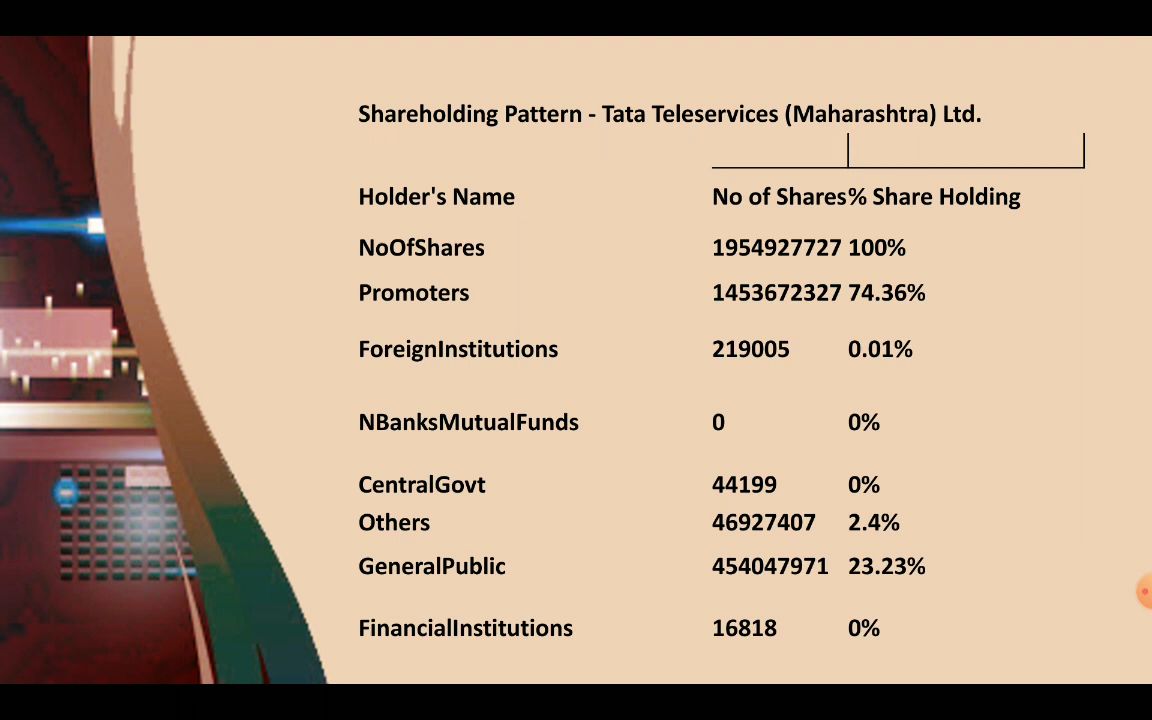 Shareholding Pattern - Tata Teleservices (Maharashtra) Ltd.
Holder's Name No of Shares% Share Holding
NoOfShares 1954927727 100%
Promoters 1453672327 74.36%
ForeignInstitutions 219005 0.01%
NBanksMutualFunds 0 0%
CentralGovt 44199 0%
Others 46927407 2.4%
GeneralPublic 454047971 23.23%
FinancialInstitutions 16818 0%